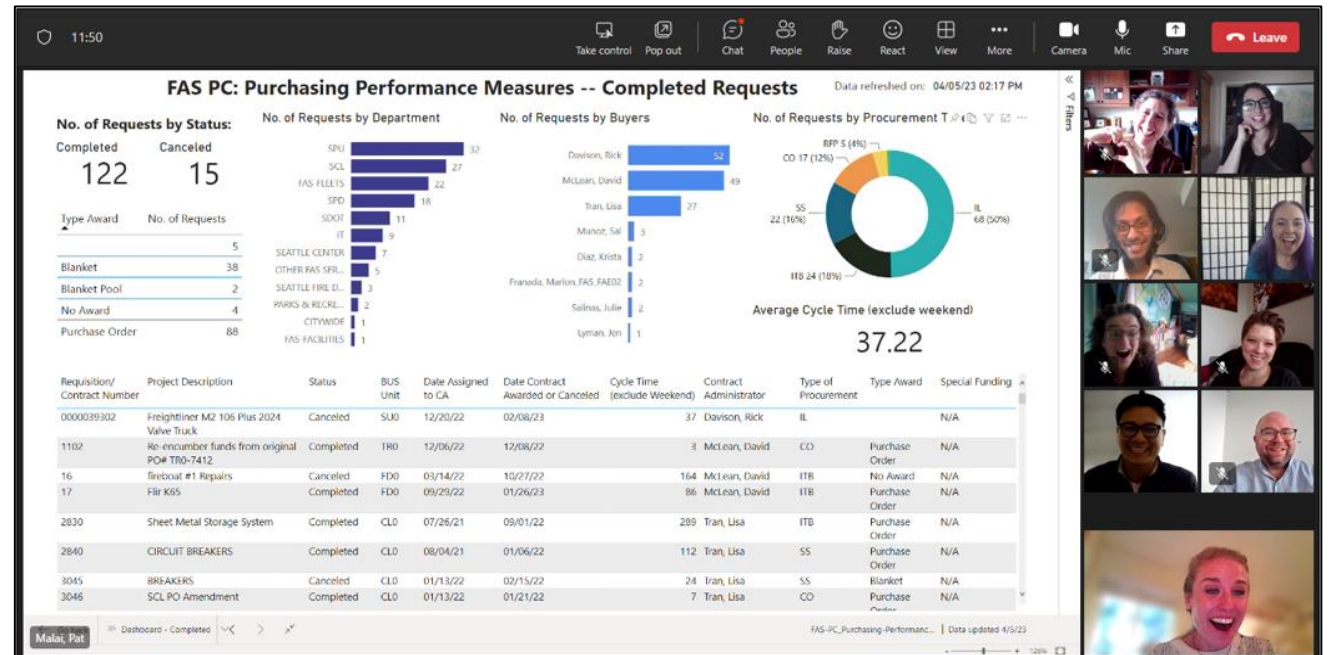 11:50
Take control Pop out Chat People Raise React View More Camera Mic Share Leave
FAS PC: Purchasing Performance Measures -- Completed Requests
Data refreshed on: 04/05/23 02:17 PM
Filters
No. of Requests by Status:
Completed Canceled
122 15
Type Award No. of Requests
5
Blanket 38
Blanket Pool 2
No Award 4
Purchase Order 88
No. of Requests by Department
SPU 32
SCL 27
FAS-FLEETS 22
SPD 18
SDOT 11
IT 9
SEATTLE CENTER 7
OTHER FAS SER... 5
SEATTLE FIRE D... 3
PARKS & RECRE... 2
CITYWIDE 1
FAS-FACILITIES 1
No. of Requests by Buyers
Davison, Rick 52
McLean, David 49
Tran, Lisa 27
Munoz, Sal 3
Diaz, Krista 2
Franada, Marlon_FAS_FAE02 2
Salinas, Julie 2
Lyman, Jen 1
No. of Requests by Procurement T
RFP 5 (4%)
CO 17 (12%)
SS
22 (16%)
IL
68 (50%)
ITB 24 (18%)
Average Cycle Time (exclude weekend)
37.22
Requisition/ Contract Number Project Description Status BUS Unit Date Assigned to CA Date Contract Awarded or Canceled Cycle Time (exclude Weekend) Contract Administrator Type of Procurement Type Award Special Funding
0000039302 Freightliner M2 106 Plus 2024 Valve Truck Canceled SU0 12/20/22 02/08/23 37 Davison, Rick IL N/A
1102 Re-encumber funds from original PO# TR0-7412 Completed TR0 12/06/22 12/08/22 3 McLean, David CO Purchase Order N/A
16 fireboat #1 Repairs Canceled FD0 03/14/22 10/27/22 164 McLean, David ITB No Award N/A
17 Flir K65 Completed FD0 09/29/22 01/26/23 86 McLean, David ITB Purchase Order N/A
2830 Sheet Metal Storage System Completed CL0 07/26/21 09/01/22 289 Tran, Lisa ITB Purchase Order N/A
2840 CIRCUIT BREAKERS Completed CL0 08/04/21 01/06/22 112 Tran, Lisa SS Purchase Order N/A
3045 BREAKERS Canceled CL0 01/13/22 02/15/22 24 Tran, Lisa SS Blanket N/A
3046 SCL PO Amendment Completed CL0 01/13/22 01/21/22 7 Tran, Lisa CO Purchase Order N/A
Malai, Pat
Dashboard - Completed
FAS-PC_Purchasing-Performanc... | Data updated 4/5/23
126%